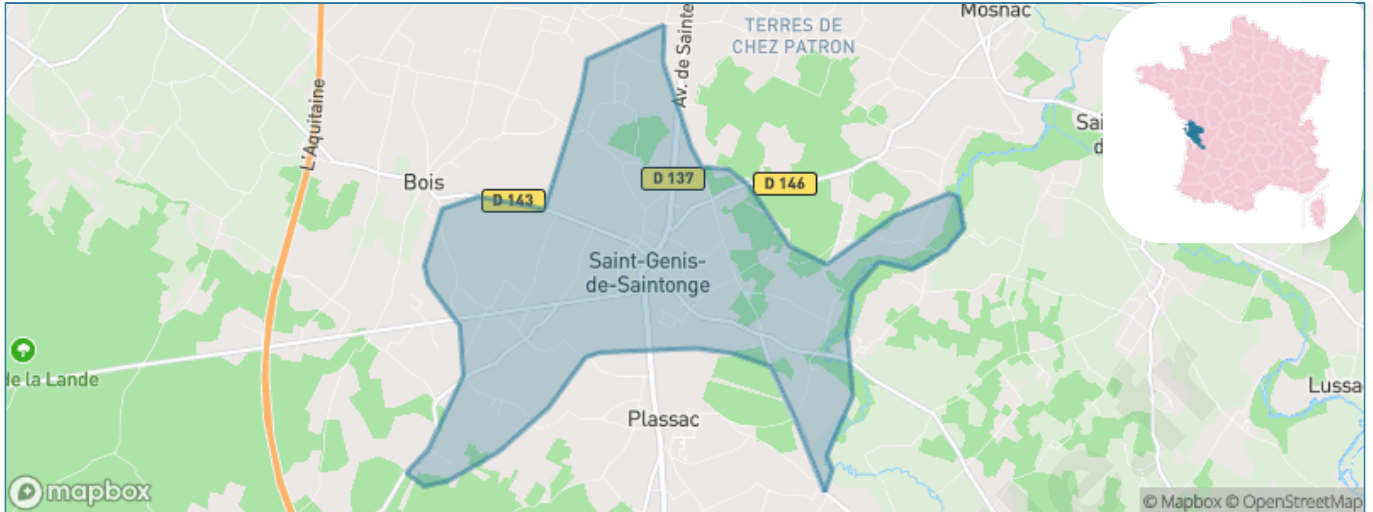 Mosnac
TERRES DE
CHEZ PATRON
Av. de Sainte
L'Aquitaine
Sai
d
Bois
D 143
D 137
D 146
Saint-Genis-
de-Saintonge
de la Lande
Lussa
Plassac
mapbox
© Mapbox © OpenStreetMap